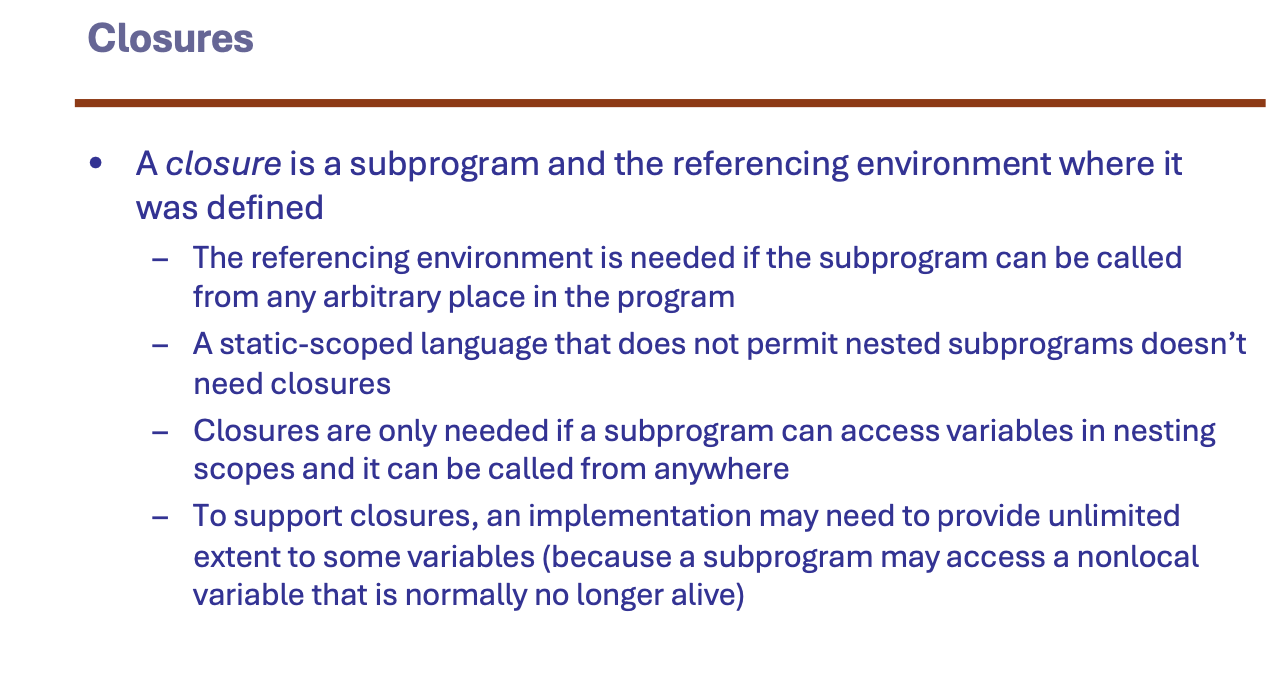 Closures
• A closure is a subprogram and the referencing environment where it
was defined
– The referencing environment is needed if the subprogram can be called
from any arbitrary place in the program
– A static-scoped language that does not permit nested subprograms doesn’t
need closures
– Closures are only needed if a subprogram can access variables in nesting
scopes and it can be called from anywhere
– To support closures, an implementation may need to provide unlimited
extent to some variables (because a subprogram may access a nonlocal
variable that is normally no longer alive)